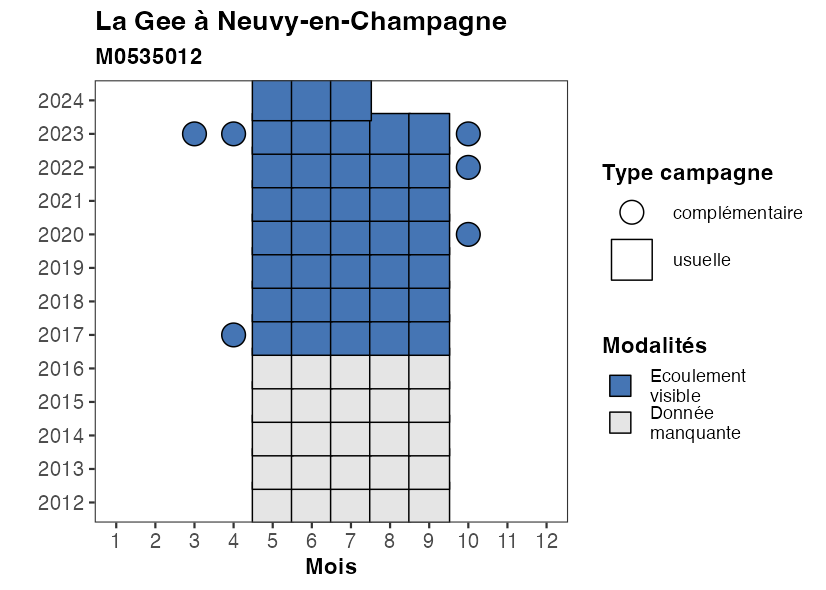 La Gee à Neuvy-en-Champagne
M0535012
2024
2023
2022
2021
2020
2019
2018
2017
2016
2015
2014
2013
2012
1 2 3 4 5 6 7 8 9 10 11 12
Mois
Type campagne
complémentaire
usuelle
Modalités
Ecoulement
visible
Donnée
manquante